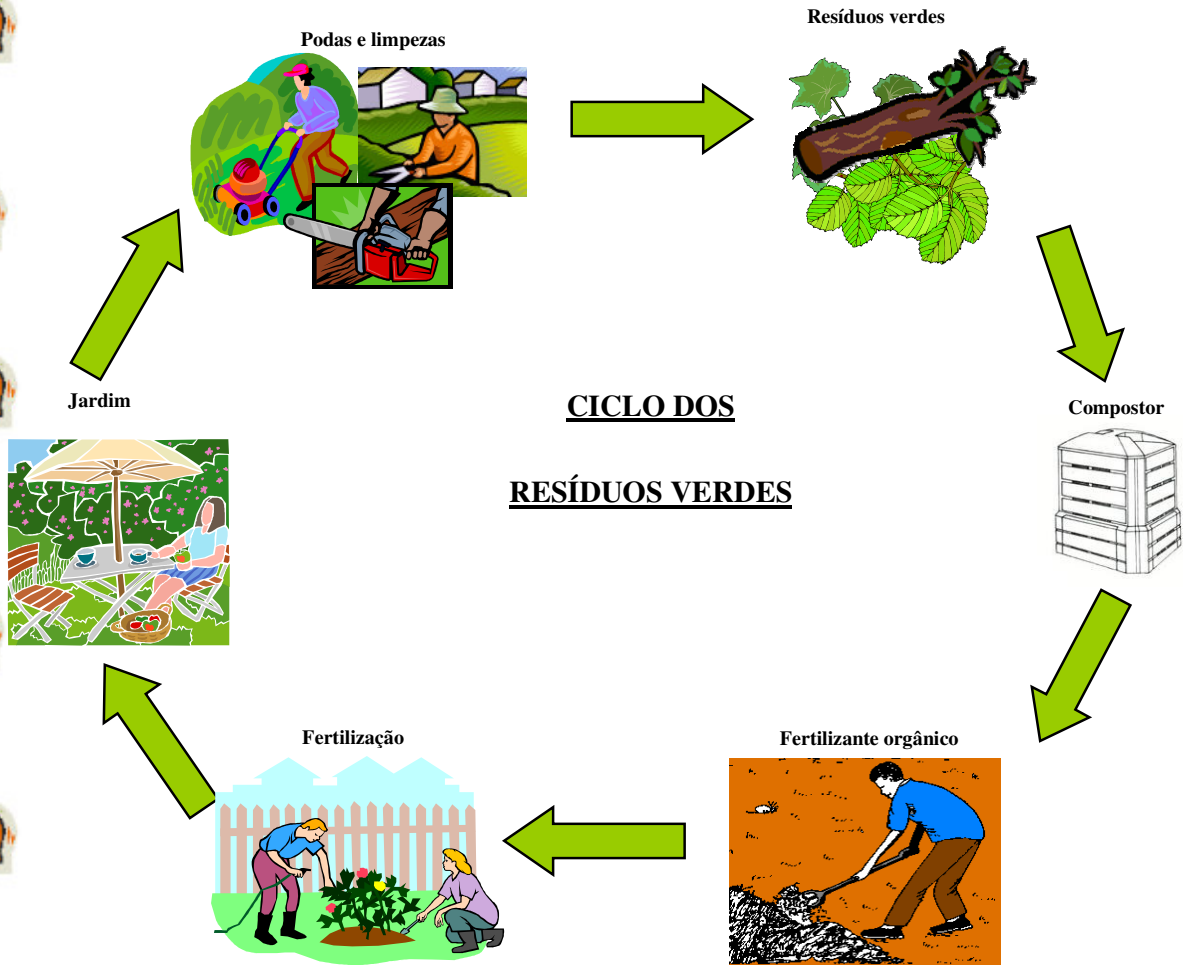 Resíduos verdes
Podas e limpezas
Jardim
CICLO DOS
RESÍDUOS VERDES
Compostor
Fertilização
Fertilizante orgânico